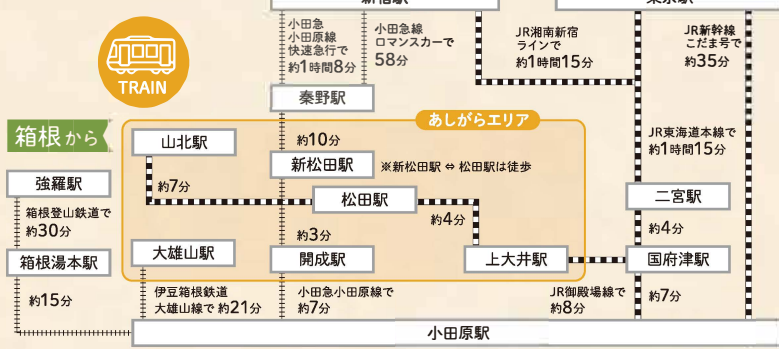 小田急
小田原線
快速急行で
約1時間8分
小田急線
ロマンスカーで
58分
JR湘南新宿
ラインで
約1時間15分
JR新幹線
こだま号で
約35分
TRAIN
秦野駅
あしがらエリア
箱根から
山北駅
約10分
JR東海道本線で
約1時間15分
新松田駅
※新松田駅 ⇔ 松田駅は徒歩
強羅駅
約7分
松田駅
二宮駅
箱根登山鉄道で
約30分
約4分
約4分
約3分
大雄山駅
開成駅
上大井駅
国府津駅
箱根湯本駅
約15分
伊豆箱根鉄道
大雄山線で 約21分
小田急小田原線で
約7分
JR御殿場線で
約8分
約7分
小田原駅